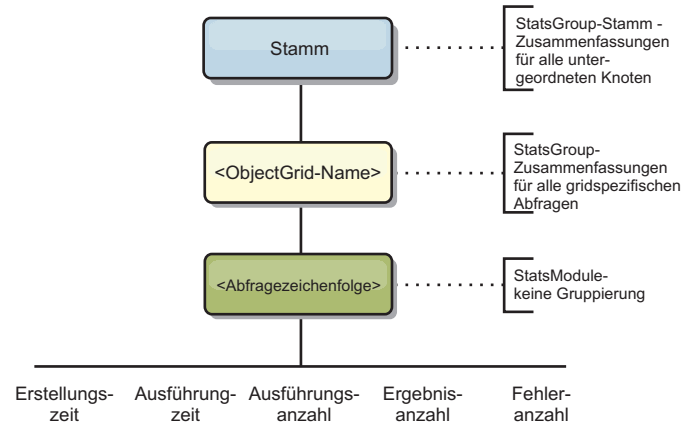 Stamm
StatsGroup-Stamm -
Zusammenfassungen
für alle unter-
geordneten Knoten
<ObjectGrid-Name>
StatsGroup-
Zusammenfassungen
für alle gridspezifischen
Abfragen
<Abfragezeichenfolge>
StatsModule-
keine Gruppierung
Erstellungs-
zeit
Ausführung-
zeit
Ausführungs-
anzahl
Ergebnis-
anzahl
Fehler-
anzahl